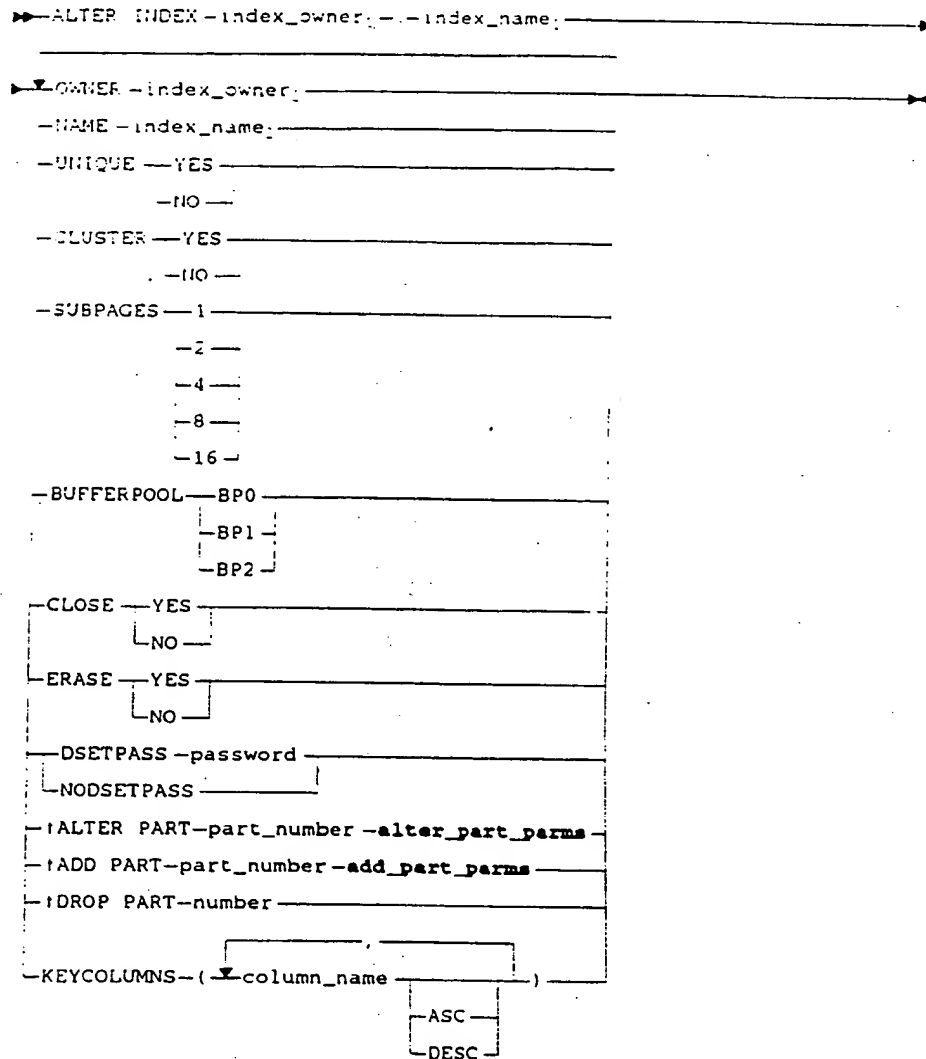 ALTER INDEX index_owner. . index_name.
OWNER index_owner.
NAME index_name.
UNIQUE YES
NO
CLUSTER YES
NO
SUBPAGES 1
2
4
8
16
BUFFERPOOL BP0
BP1
BP2
CLOSE YES
NO
ERASE YES
NO
DSETPASS password
NODSETPASS
†ALTER PART part_number alter_part_parms
†ADD PART part_number add_part_parms
†DROP PART number
,
KEYCOLUMNS ( column_name )
ASC
DESC